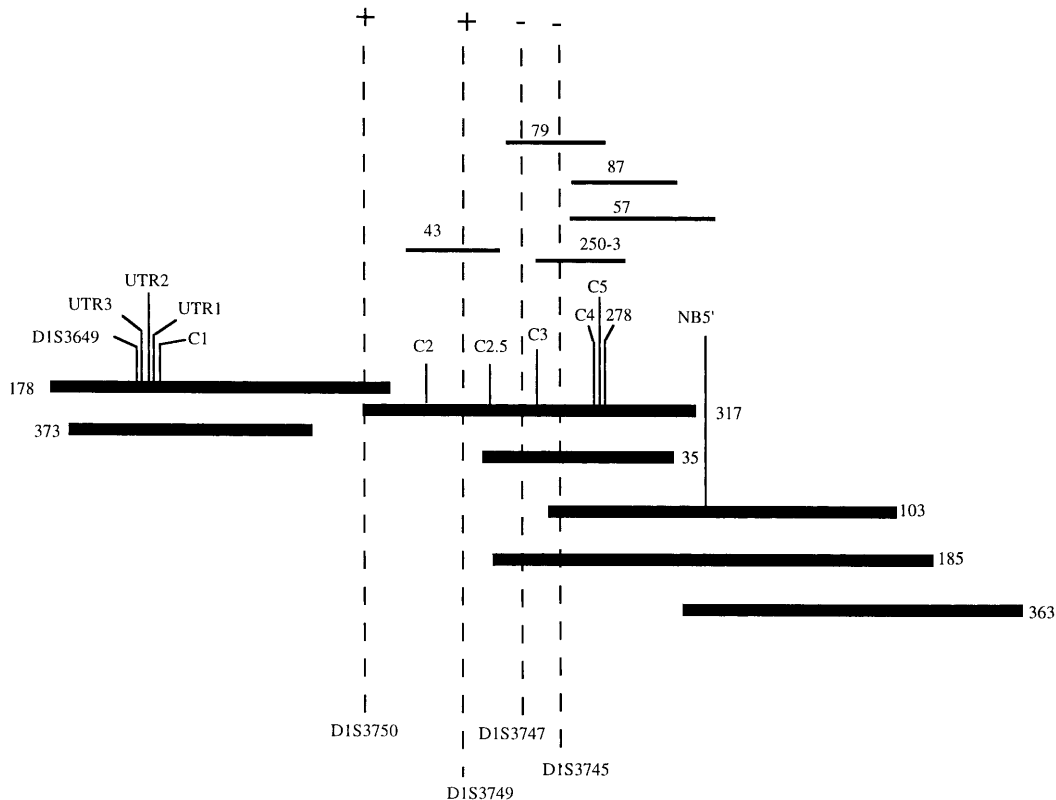 + + - -
79
87
57
43
250-3
UTR2
C5
UTR3
UTR1
C4
278
NB5'
D1S3649
C1
C2
C2.5
C3
178
317
373
35
103
185
363
D1S3750
D1S3747
D1S3745
D1S3749